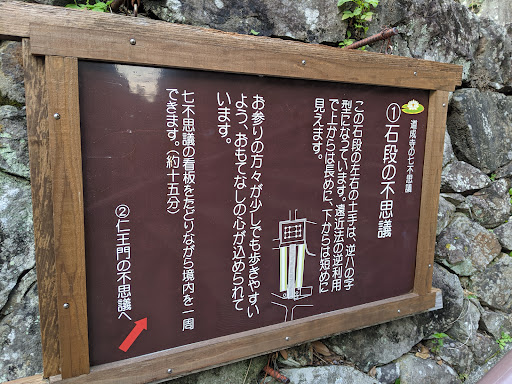 道成寺の七不思議
①石段の不思議
この石段の左右の土手は、逆八の字
型になっています。遠近法の逆利用
で上からは長めに、下からは短めに
見えます。
お参りの方々が少しでも歩きやすい
よう、おもてなしの心が込められて
います。
七不思議の看板をたどりながら境内を一周
できます。(約十五分)
②仁王門の不思議へ